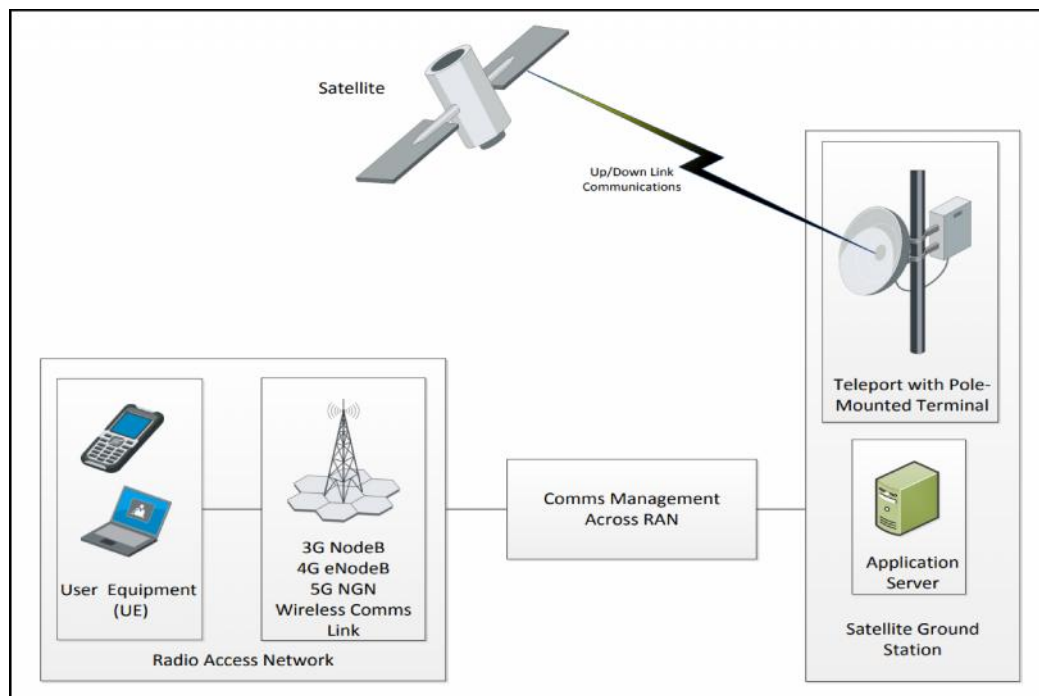 Satellite
Up/Down Link
Communications
Teleport with Pole-
Mounted Terminal
Comms Management
Across RAN
3G NodeB
4G eNodeB
5G NGN
Wireless Comms
Link
User Equipment
(UE)
Application
Server
Radio Access Network
Satellite Ground
Station